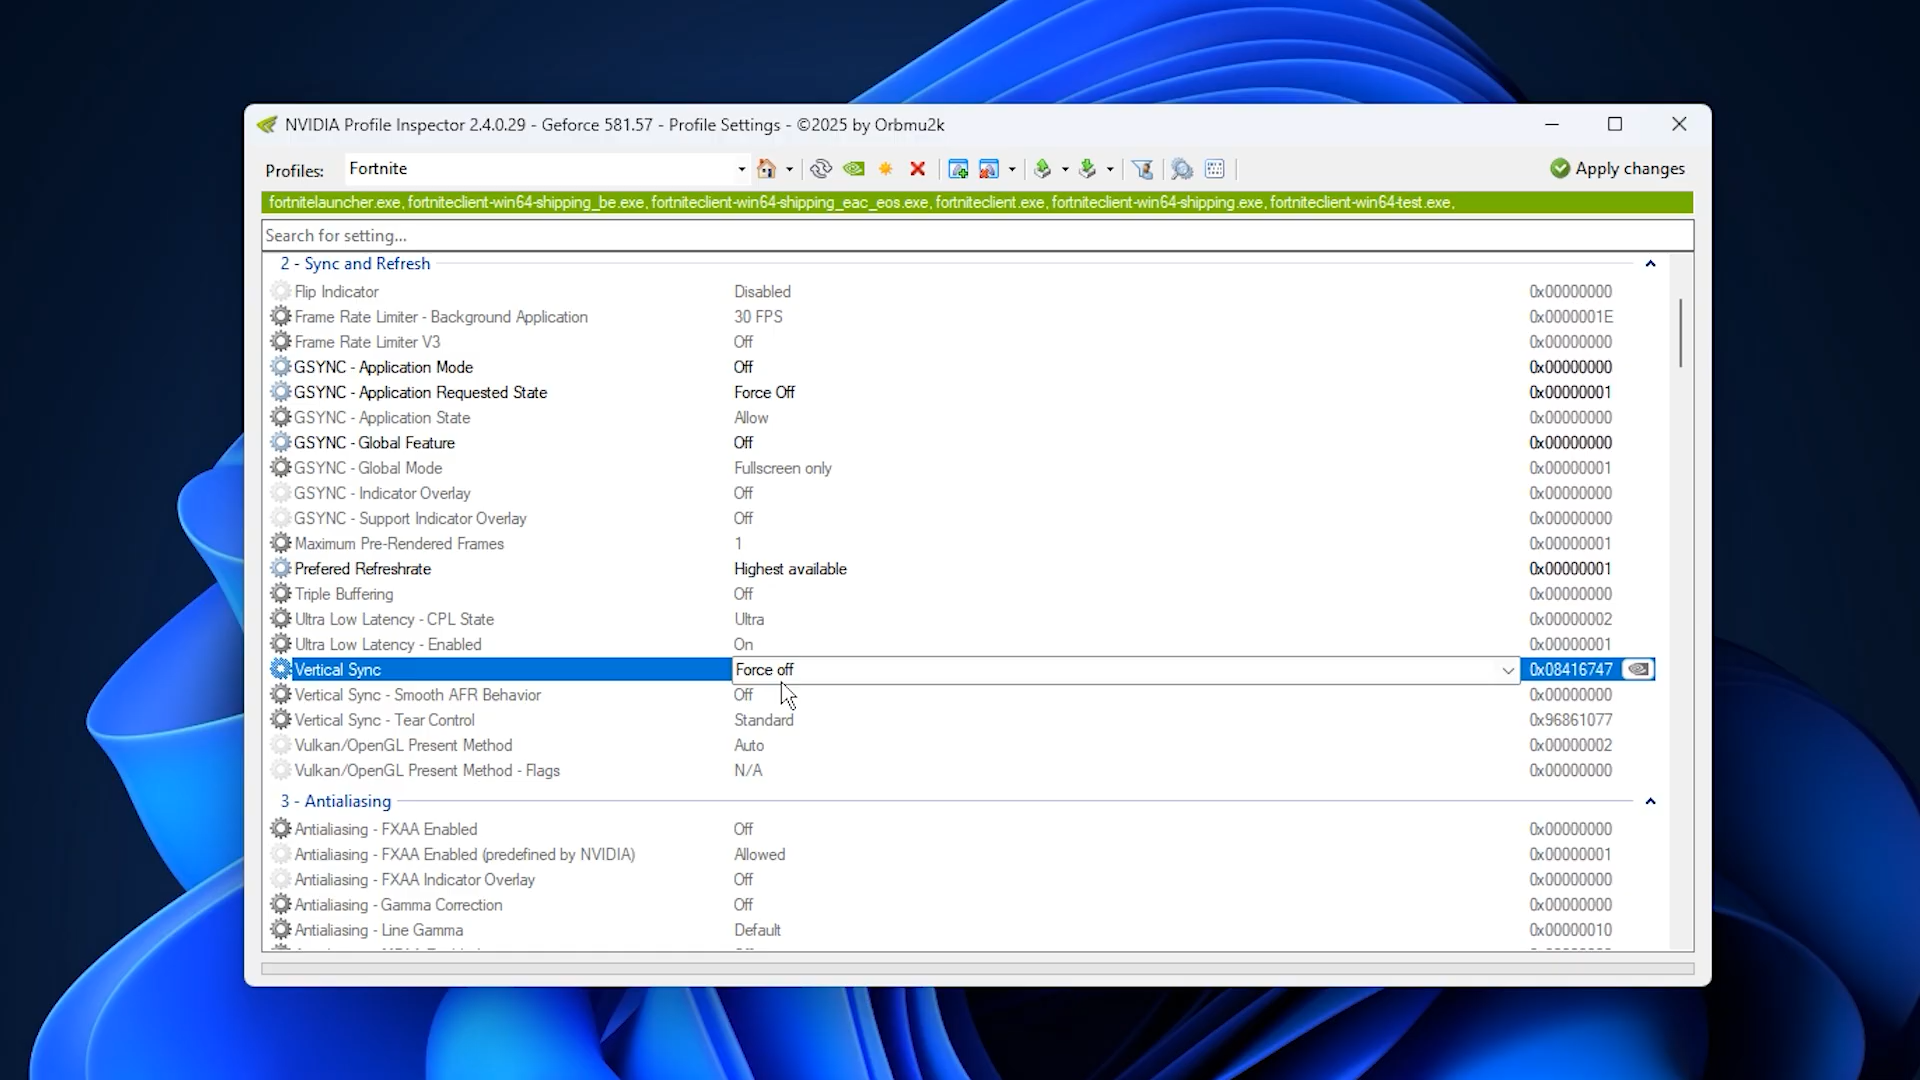 NVIDIA Profile Inspector 2.4.0.29 - Geforce 581.57 - Profile Settings - ©2025 by Orbmu2k
Profiles: Fortnite Apply changes
fortnitelauncher.exe, fortniteclient-win64-shipping_be.exe, fortniteclient-win64-shipping_eac_eos.exe, fortniteclient.exe, fortniteclient-win64-shipping.exe, fortniteclient-win64-test.exe,
Search for setting...
2 - Sync and Refresh
Flip Indicator Disabled 0x00000000
Frame Rate Limiter - Background Application 30 FPS 0x0000001E
Frame Rate Limiter V3 Off 0x00000000
GSYNC - Application Mode Off 0x00000000
GSYNC - Application Requested State Force Off 0x00000001
GSYNC - Application State Allow 0x00000000
GSYNC - Global Feature Off 0x00000000
GSYNC - Global Mode Fullscreen only 0x00000001
GSYNC - Indicator Overlay Off 0x00000000
GSYNC - Support Indicator Overlay Off 0x00000000
Maximum Pre-Rendered Frames 1 0x00000001
Prefered Refreshrate Highest available 0x00000001
Triple Buffering Off 0x00000000
Ultra Low Latency - CPL State Ultra 0x00000002
Ultra Low Latency - Enabled On 0x00000001
Vertical Sync Force off 0x08416747
Vertical Sync - Smooth AFR Behavior Off 0x00000000
Vertical Sync - Tear Control Standard 0x96861077
Vulkan/OpenGL Present Method Auto 0x00000002
Vulkan/OpenGL Present Method - Flags N/A 0x00000000
3 - Antialiasing
Antialiasing - FXAA Enabled Off 0x00000000
Antialiasing - FXAA Enabled (predefined by NVIDIA) Allowed 0x00000001
Antialiasing - FXAA Indicator Overlay Off 0x00000000
Antialiasing - Gamma Correction Off 0x00000000
Antialiasing - Line Gamma Default 0x00000010